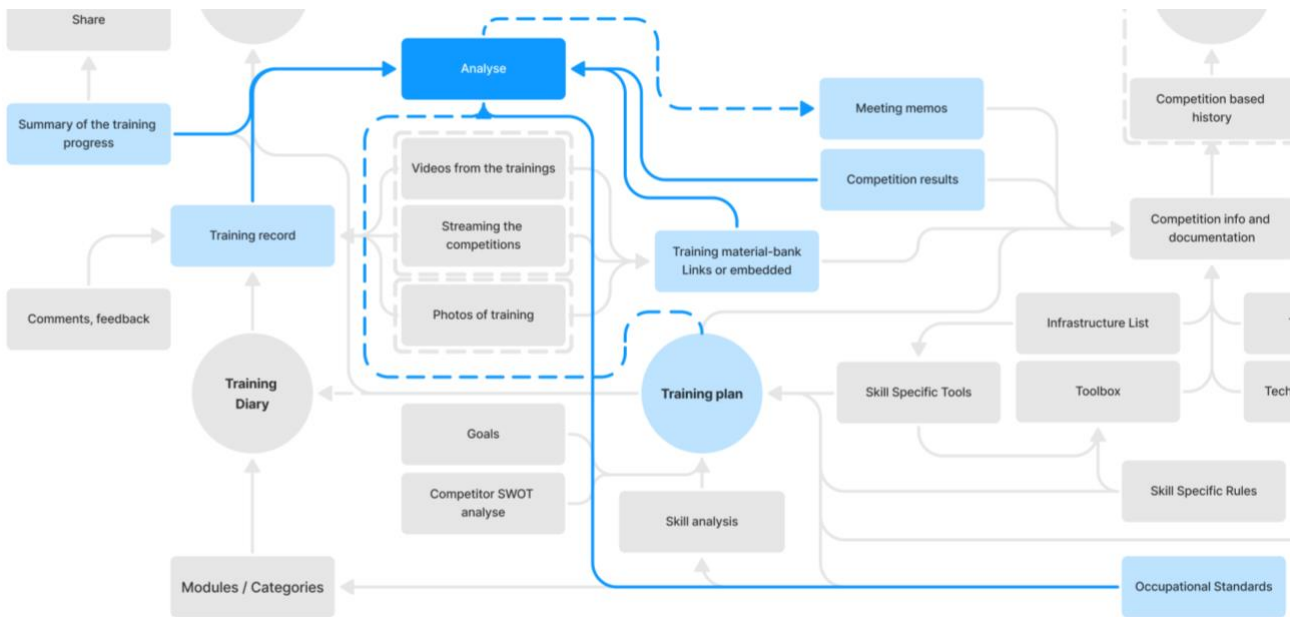 Share
Analyse
Summary of the training
progress
Meeting memos
Competition based
history
Videos from the trainings
Competition results
Training record
Streaming the
competitions
Training material-bank
Links or embedded
Competition info and
documentation
Comments, feedback
Photos of training
Infrastructure List
Training
Diary
Training plan
Skill Specific Tools
Toolbox
Goals
Competitor SWOT
analyse
Skill analysis
Skill Specific Rules
Modules / Categories
Occupational Standards